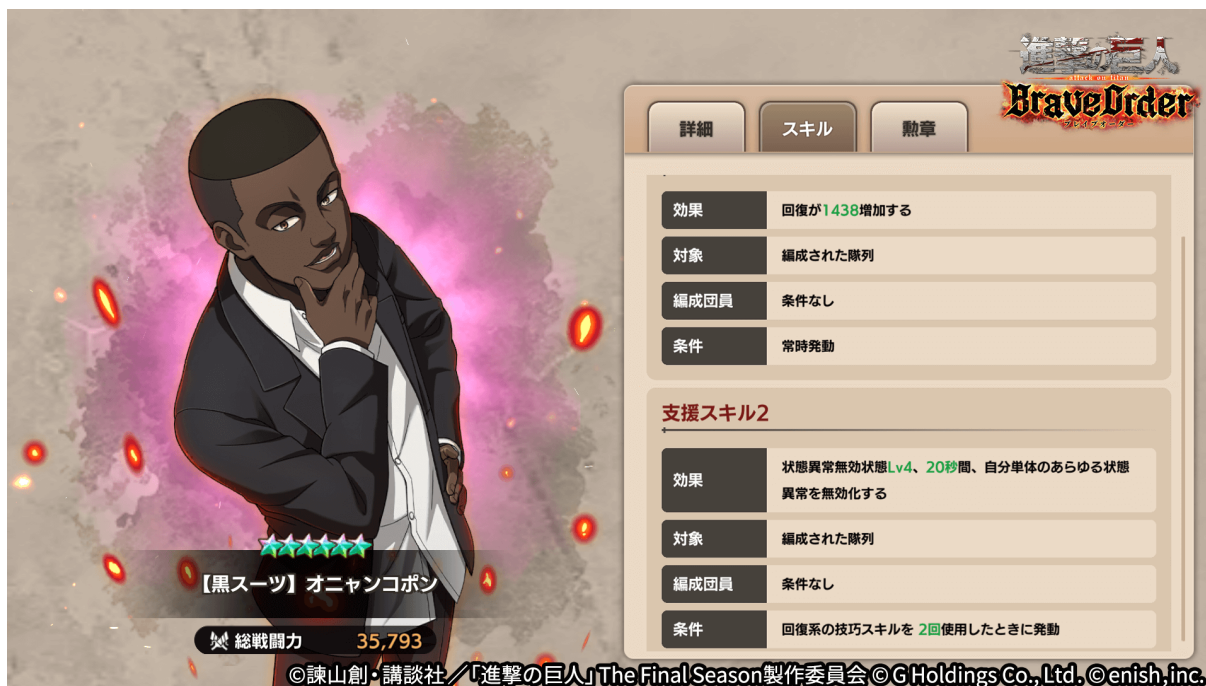 進撃の巨人
attack on titan
BraveOrder
ブレイブオーダー
詳細
スキル
勲章
効果
回復が1438増加する
対象
編成された隊列
編成団員
条件なし
条件
常時発動
支援スキル2
効果
状態異常無効状態Lv4、20秒間、自分単体のあらゆる状態
異常を無効化する
対象
編成された隊列
編成団員
条件なし
条件
回復系の技巧スキルを 2回使用したときに発動
【黒スーツ】オニャンコポン
総戦闘力 35,793
©諫山創・講談社／「進撃の巨人」The Final Season製作委員会 © G Holdings Co., Ltd. ©enish,inc.